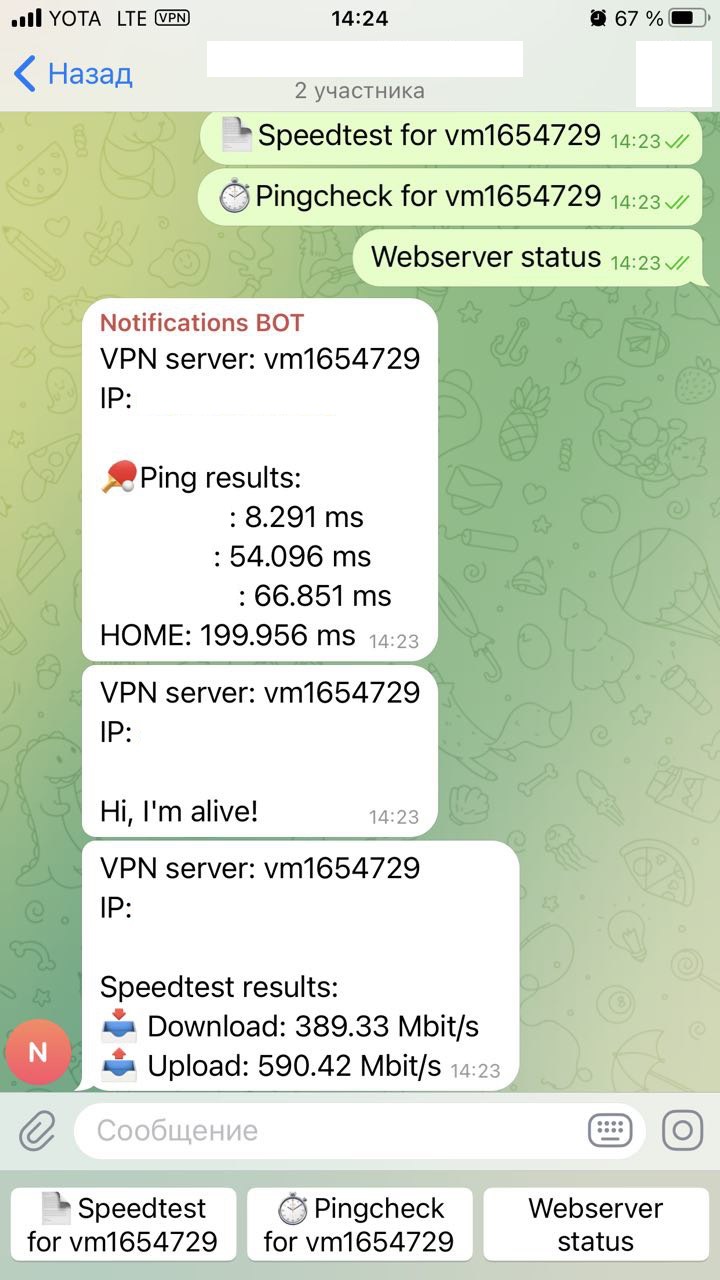 YOTA LTE VPN 14:24 67 %
Назад
2 участника
Speedtest for vm1654729 14:23
Pingcheck for vm1654729 14:23
Webserver status 14:23
Notifications BOT
VPN server: vm1654729
IP:
Ping results:
: 8.291 ms
: 54.096 ms
: 66.851 ms
HOME: 199.956 ms 14:23
VPN server: vm1654729
IP:
Hi, I'm alive! 14:23
VPN server: vm1654729
IP:
Speedtest results:
Download: 389.33 Mbit/s
Upload: 590.42 Mbit/s 14:23
N
Сообщение
Speedtest
for vm1654729
Pingcheck
for vm1654729
Webserver
status